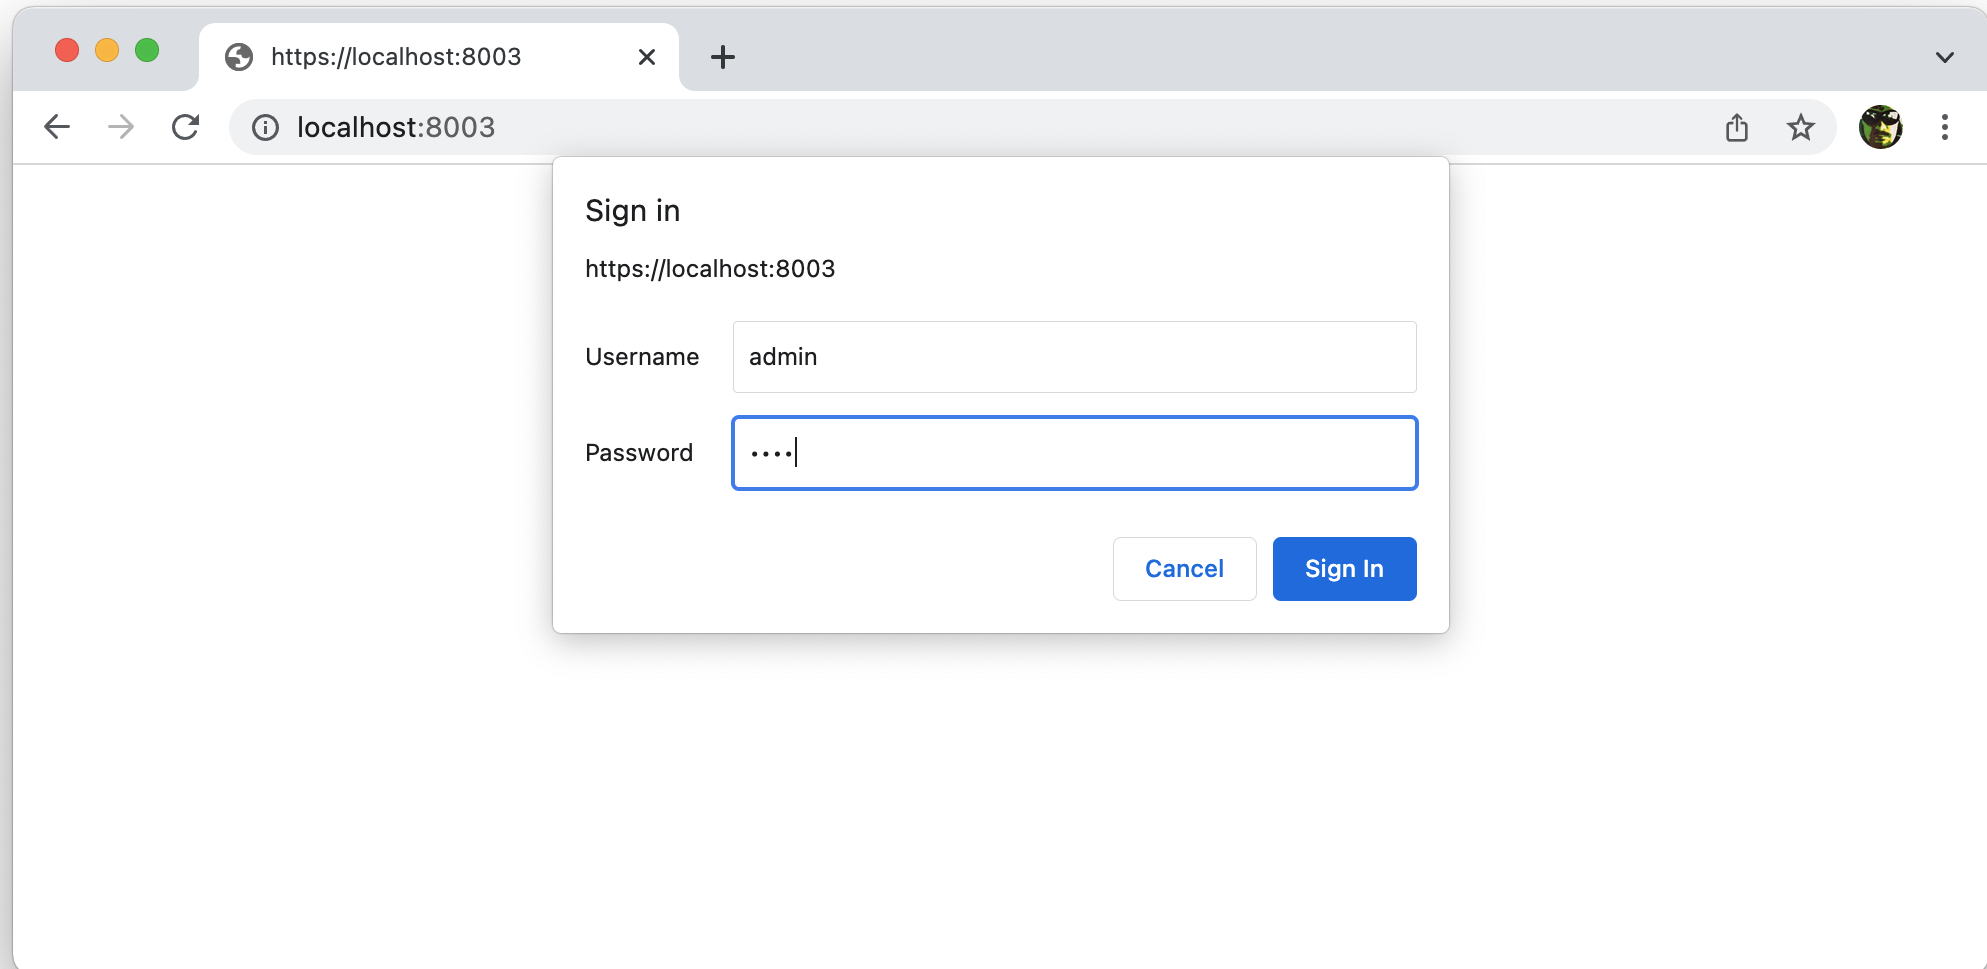 https://localhost:8003
localhost:8003
Sign in
https://localhost:8003
Username admin
Password ••••
Cancel Sign In